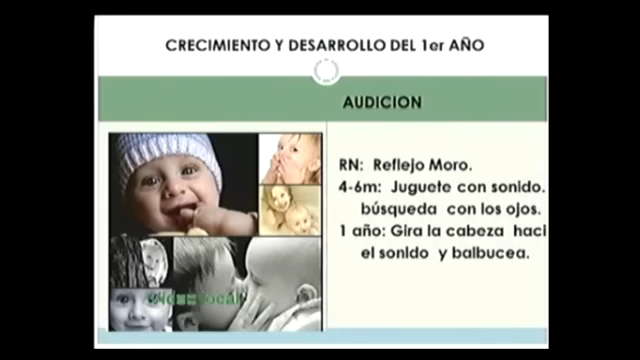 CRECIMIENTO Y DESARROLLO DEL 1er AÑO
AUDICION
RN: Reflejo Moro.
4-6m: Juguete con sonido.
búsqueda con los ojos.
1 año: Gira la cabeza haci
el sonido y balbucea.